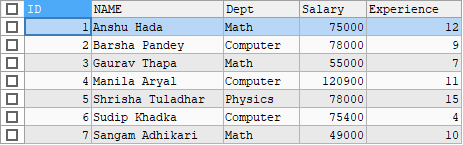 ID NAME Dept Salary Experience
1 Anshu Hada Math 75000 12
2 Barsha Pandey Computer 78000 9
3 Gaurav Thapa Math 55000 7
4 Manila Aryal Computer 120900 11
5 Shrisha Tuladhar Physics 78000 15
6 Sudip Khadka Computer 75400 4
7 Sangam Adhikari Math 49000 10